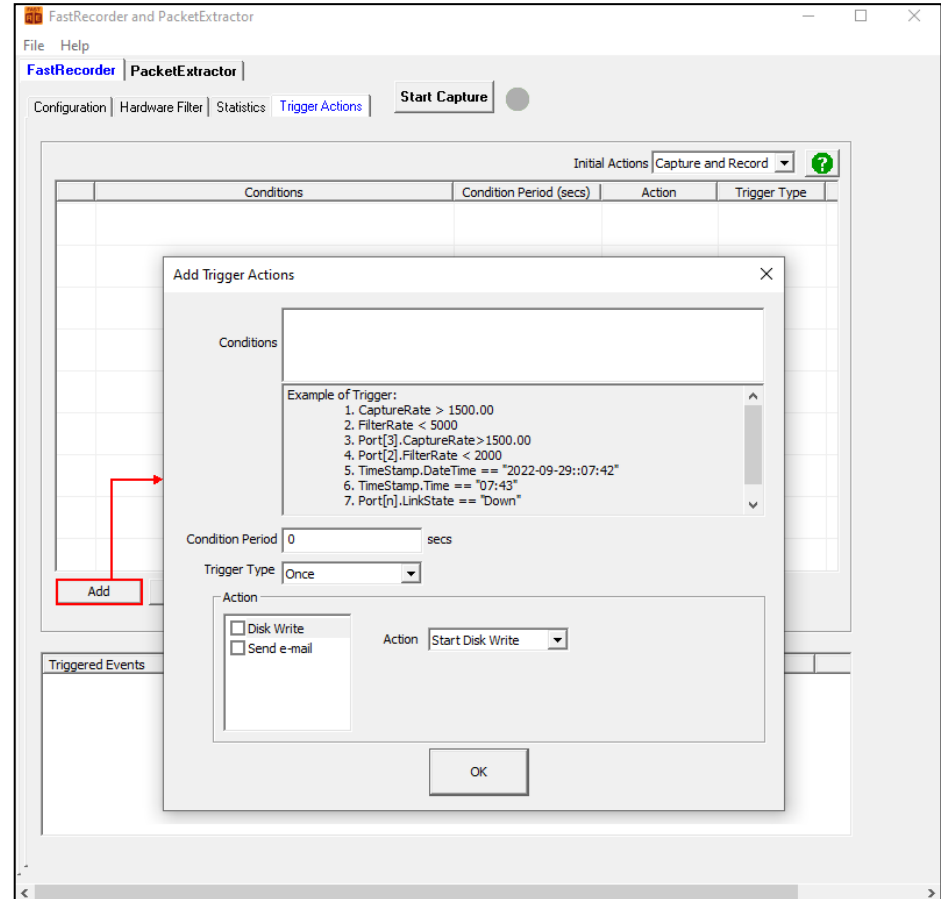 FastRecorder and PacketExtractor
File Help
FastRecorder PacketExtractor
Configuration Hardware Filter Statistics Trigger Actions Start Capture
Initial Actions Capture and Record ?
Conditions Condition Period (secs) Action Trigger Type
Add Trigger Actions
Conditions
Example of Trigger:
1. CaptureRate > 1500.00
2. FilterRate < 5000
3. Port[3].CaptureRate>1500.00
4. Port[2].FilterRate < 2000
5. TimeStamp.DateTime == "2022-09-29::07:42"
6. TimeStamp.Time == "07:43"
7. Port[n].LinkState == "Down"
Condition Period 0 secs
Trigger Type Once
Add
Action
Disk Write
Send e-mail
Action Start Disk Write
Triggered Events
OK